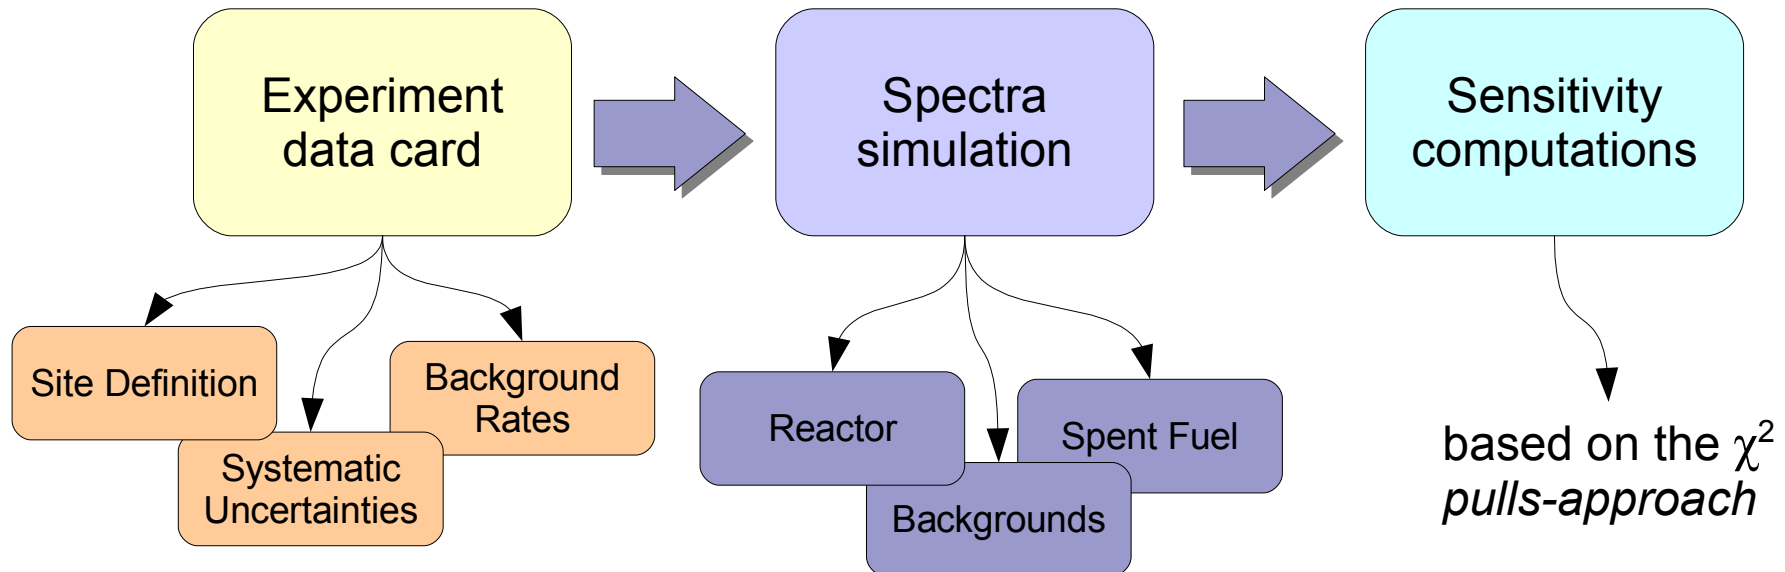 Experiment
data card
Spectra
simulation
Sensitivity
computations
Site Definition
Systematic
Uncertainties
Background
Rates
Reactor
Backgrounds
Spent Fuel
based on the χ²
pulls-approach